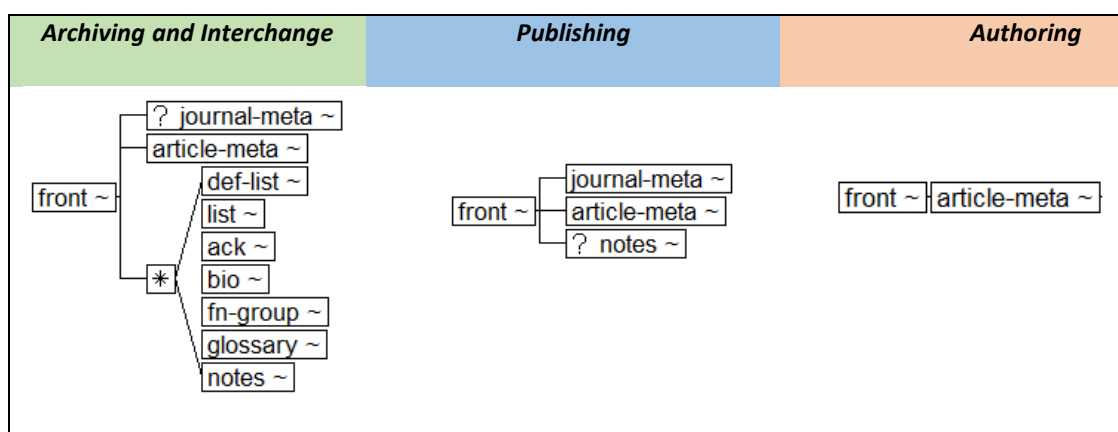 Archiving and Interchange
Publishing
Authoring
front ~
? journal-meta ~
article-meta ~
*
def-list ~
list ~
ack ~
bio ~
fn-group ~
glossary ~
notes ~
front ~
journal-meta ~
article-meta ~
? notes ~
front ~
article-meta ~